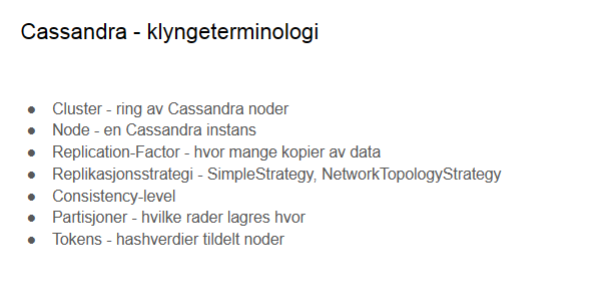 Cassandra - klyngeterminologi
● Cluster - ring av Cassandra noder
● Node - en Cassandra instans
● Replication-Factor - hvor mange kopier av data
● Replikasjonsstrategi - SimpleStrategy, NetworkTopologyStrategy
● Consistency-level
● Partisjoner - hvilke rader lagres hvor
● Tokens - hashverdier tildelt noder